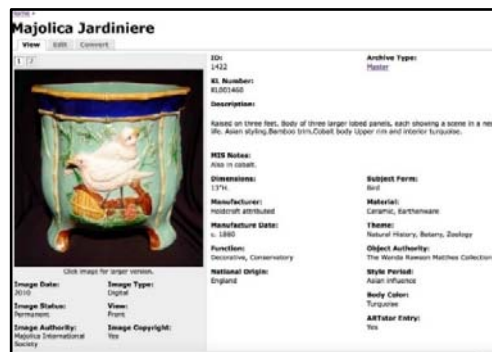 Home »
Majolica Jardiniere
View Edit Convert
1 2
Click image for larger version.
Image Date:
2010
Image Type:
Digital
Image Status:
Permanent
View:
Front
Image Authority:
Majolica International
Society
Image Copyright:
Yes
ID:
1422
Archive Type:
Master
KL Number:
KL001460
Description:
Raised on three feet. Body of three larger lobed panels, each showing a scene in a
life. Asian styling.Bamboo trim.Cobalt body Upper rim and interior turquoise.
MIS Notes:
Also in cobalt.
Dimensions:
13"H.
Subject Form:
Bird
Manufacturer:
Holdcroft attributed
Material:
Ceramic, Earthenware
Manufacture Date:
c. 1880
Theme:
Natural History, Botany, Zoology
Function:
Decorative, Conservatory
Object Authority:
The Wonda Rawson Matthes Collection
National Origin:
England
Style Period:
Asian influence
Body Color:
Turquoise
ARTstor Entry:
Yes